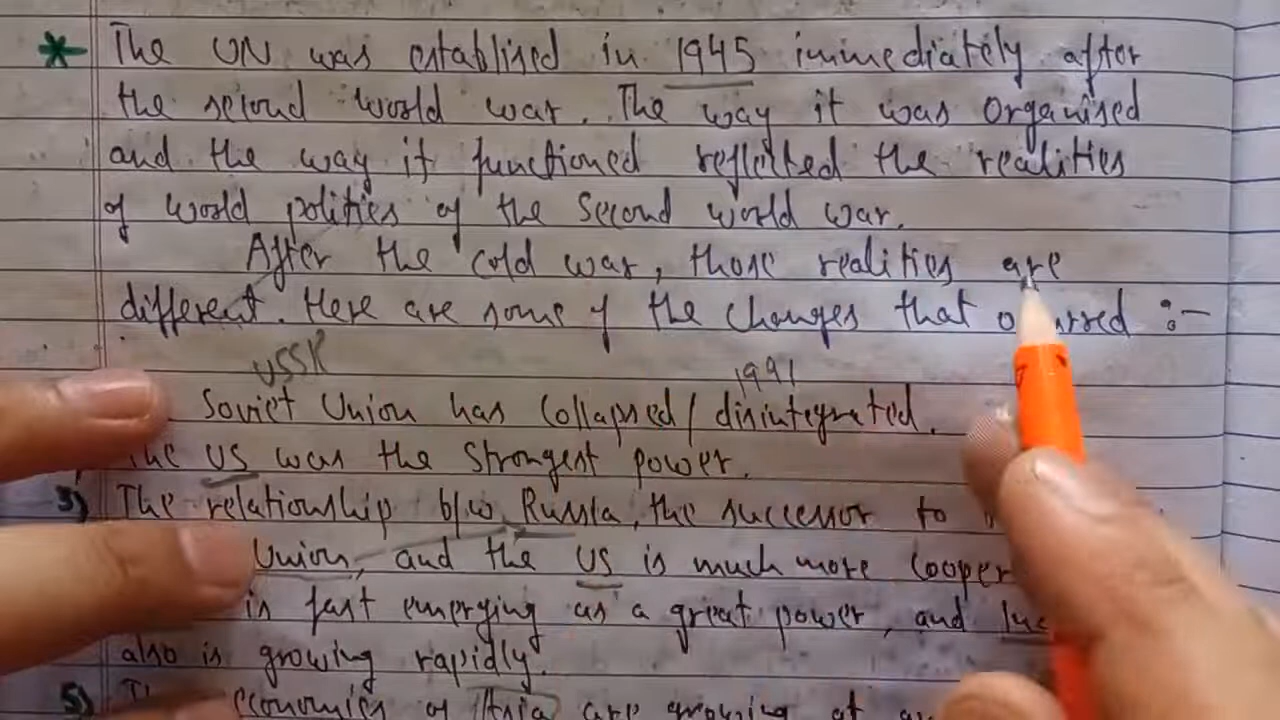 * The UN was establised in 1945 immediately after
the second world war. The way it was organised
and the way it functioned reflected the realities
of world politics of the second world war.
After the cold war, those realities are
different. Here are some of the changes that
USSR
1991
Soviet Union has collapsed/disintegrated.
The US was the strongest power.
3) The relationship b/w Russia, the successor to
Union, and the US is much more
is fast emerging as a great power, and
also is growing rapidly.
5) economies of Asia are growing at